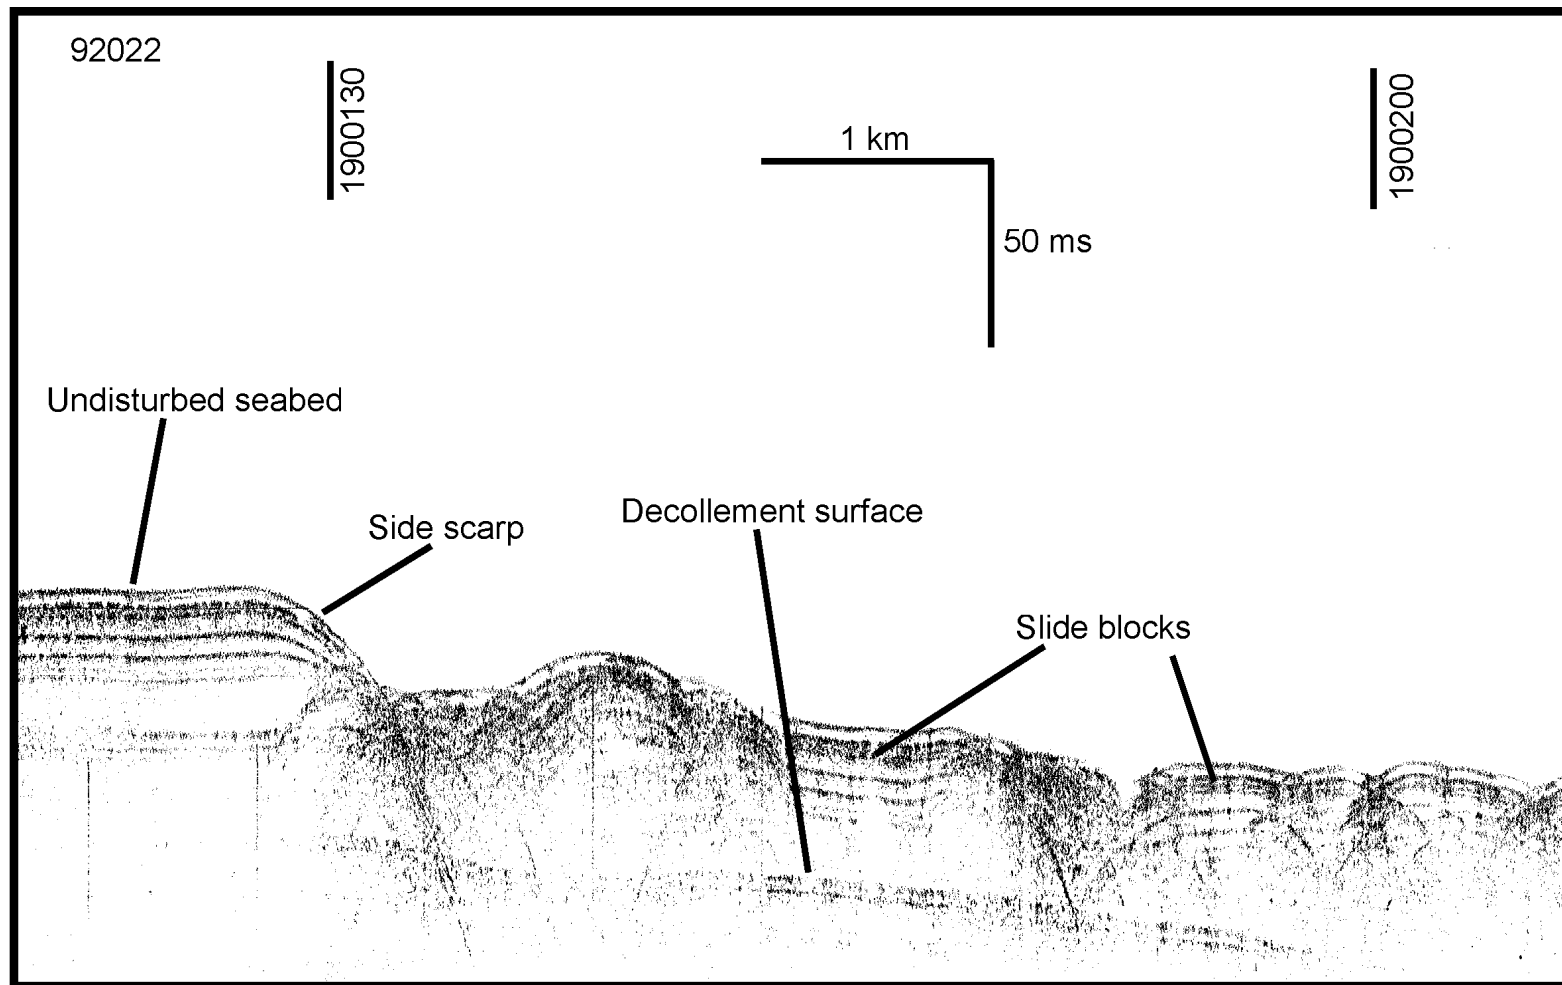 92022
1900130
1 km
1900200
50 ms
Undisturbed seabed
Side scarp
Decollement surface
Slide blocks